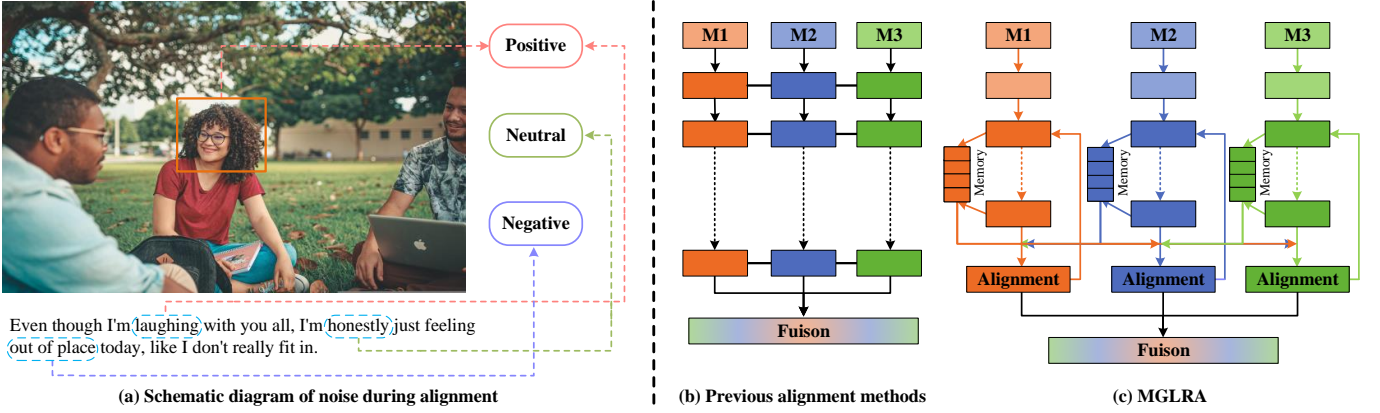 Positive
Neutral
Negative
Even though I'm laughing with you all, I'm honestly just feeling
out of place today, like I don't really fit in.
(a) Schematic diagram of noise during alignment
M1 M2 M3
Fuison
(b) Previous alignment methods
M1 M2 M3
Memory Memory Memory
Alignment Alignment Alignment
Fuison
(c) MGLRA